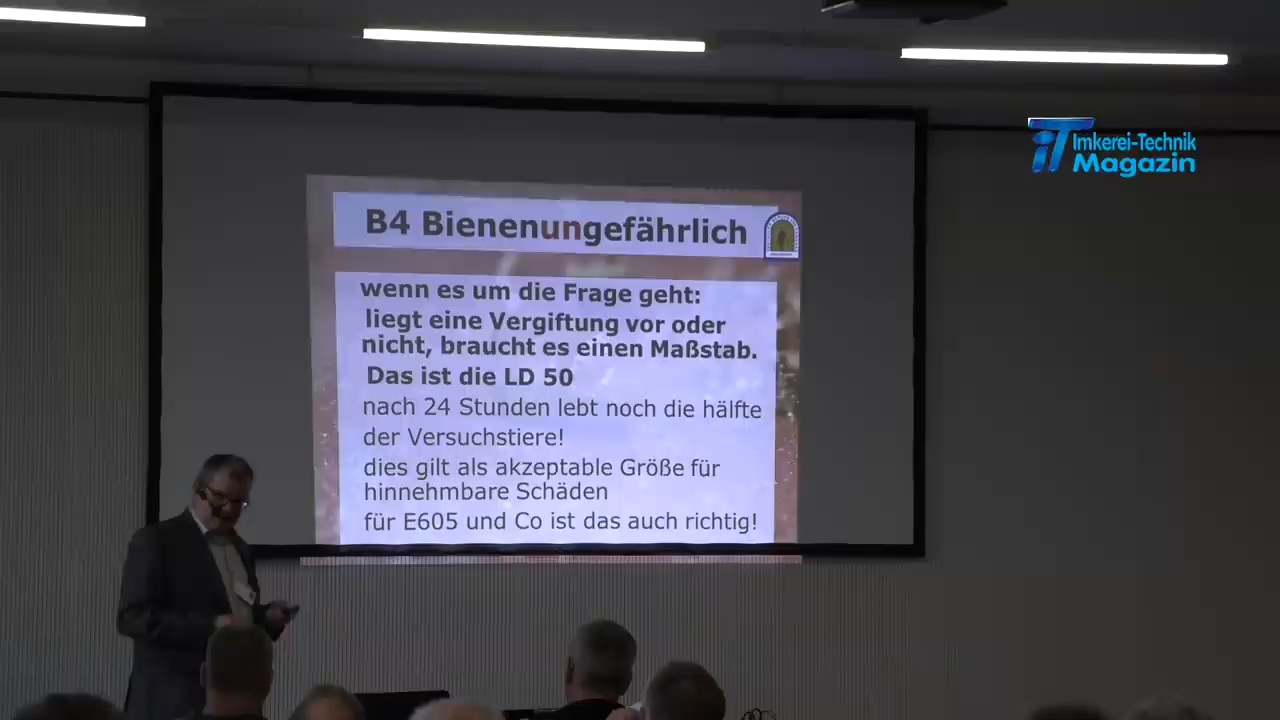 iT Imkerei-Technik
Magazin
B4 Bienenungefährlich
wenn es um die Frage geht:
liegt eine Vergiftung vor oder
nicht, braucht es einen Maßstab.
Das ist die LD 50
nach 24 Stunden lebt noch die hälfte
der Versuchstiere!
dies gilt als akzeptable Größe für
hinnehmbare Schäden
für E605 und Co ist das auch richtig!